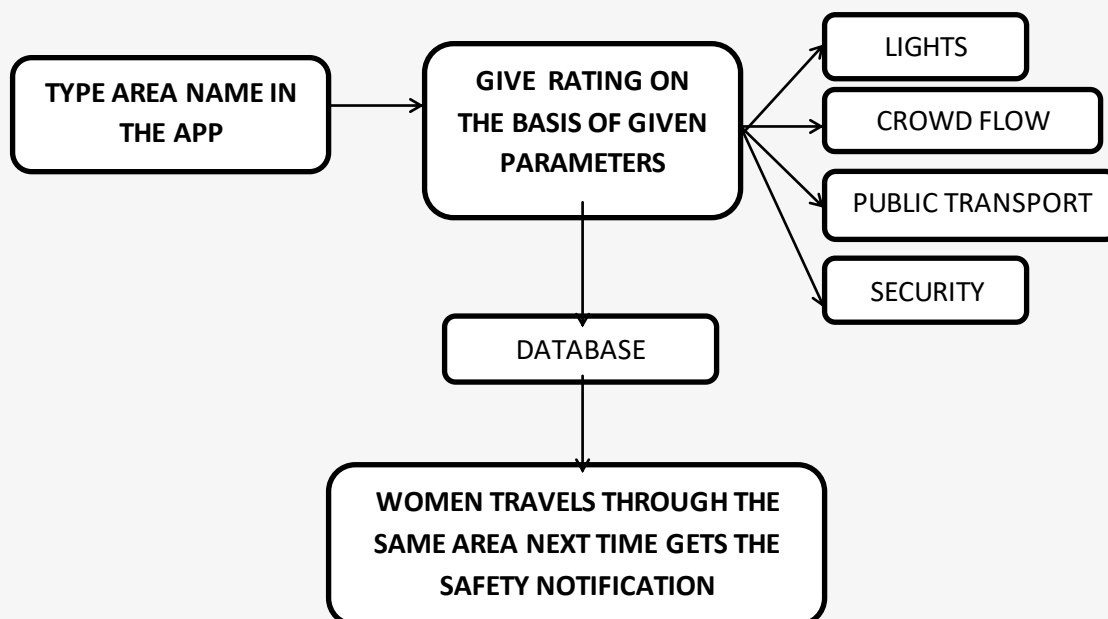 TYPE AREA NAME IN
THE APP
GIVE RATING ON
THE BASIS OF GIVEN
PARAMETERS
LIGHTS
CROWD FLOW
PUBLIC TRANSPORT
SECURITY
DATABASE
WOMEN TRAVELS THROUGH THE
SAME AREA NEXT TIME GETS THE
SAFETY NOTIFICATION